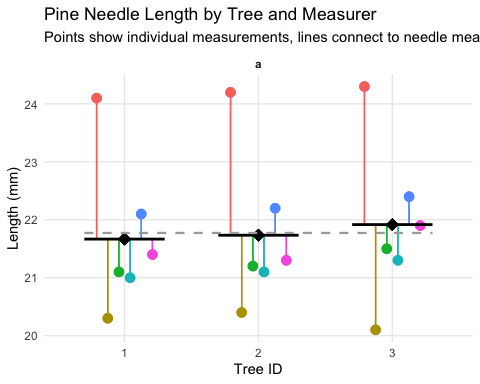 Pine Needle Length by Tree and Measurer
Points show individual measurements, lines connect to needle mea
a
Length (mm)
24
23
22
21
20
1 2 3
Tree ID